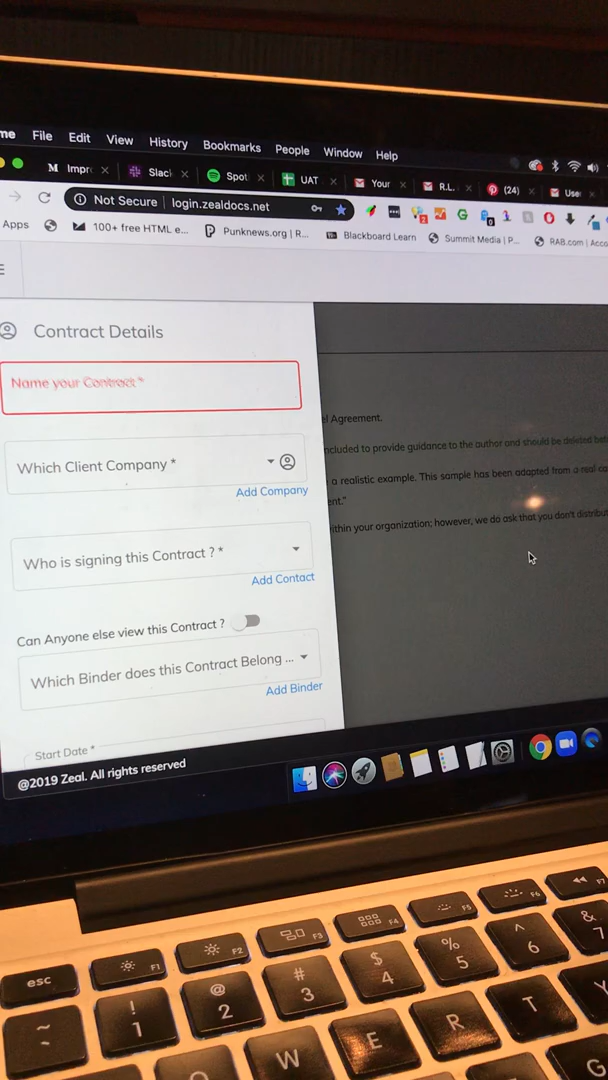 me File Edit View History Bookmarks People Window Help
Impro Slack Spot UAT Your R.L. (24) Use
Not Secure | login.zealdocs.net
Apps 100+ free HTML e... Punknews.org | R... Blackboard Learn Summit Media | P... RAB.com | Acco
Contract Details
Name your Contract *
el Agreement.
ncluded to provide guidance to the author and should be deleted bef
Which Client Company *
a realistic example. This sample has been adapted from a real co
Add Company
ent."
ithin your organization; however, we do ask that you don't distribu
Who is signing this Contract ? *
Add Contact
Can Anyone else view this Contract ?
Which Binder does this Contract Belong ...
Add Binder
Start Date *
@2019 Zeal. All rights reserved
esc F1 F2 F3 F4 F5 F6 F7
~ ! 1 @ 2 # 3 $ 4 % 5 ^ 6 & 7
Q W E R T Y
G